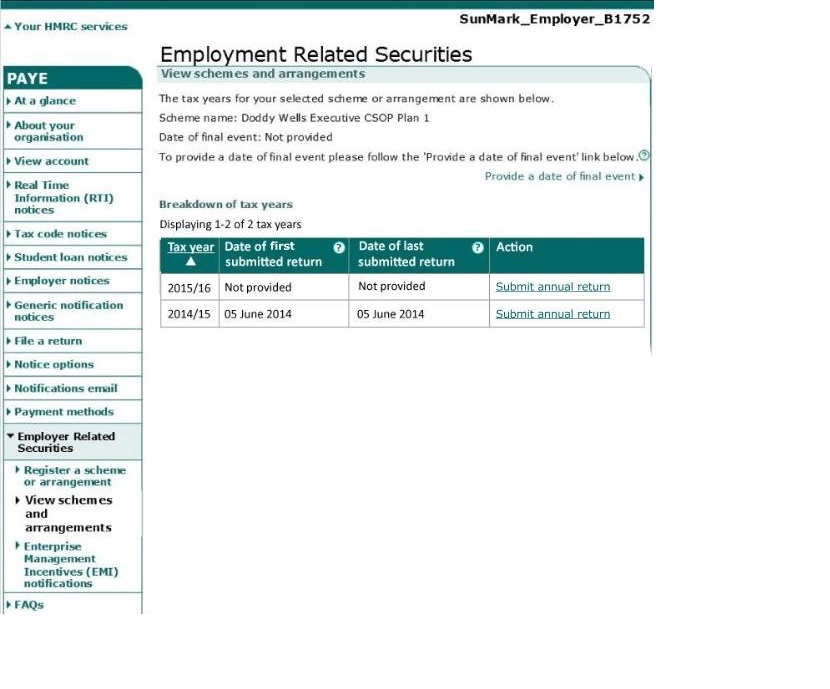 SunMark_Employer_B1752
Your HMRC services
Employment Related Securities
PAYE
At a glance
About your
organisation
View account
Real Time
Information (RTI)
notices
Tax code notices
Student loan notices
Employer notices
Generic notification
notices
File a return
Notice options
Notifications email
Payment methods
Employer Related
Securities
Register a scheme
or arrangement
View schemes
and
arrangements
Enterprise
Management
Incentives (EMI)
notifications
FAQs
View schemes and arrangements
The tax years for your selected scheme or arrangement are shown below.
Scheme name: Doddy Wells Executive CSOP Plan 1
Date of final event: Not provided
To provide a date of final event please follow the 'Provide a date of final event' link below. ?
Provide a date of final event
Breakdown of tax years
Displaying 1-2 of 2 tax years
Tax year ▲ Date of first submitted return ? Date of last submitted return ? Action
2015/16 Not provided Not provided Submit annual return
2014/15 05 June 2014 05 June 2014 Submit annual return